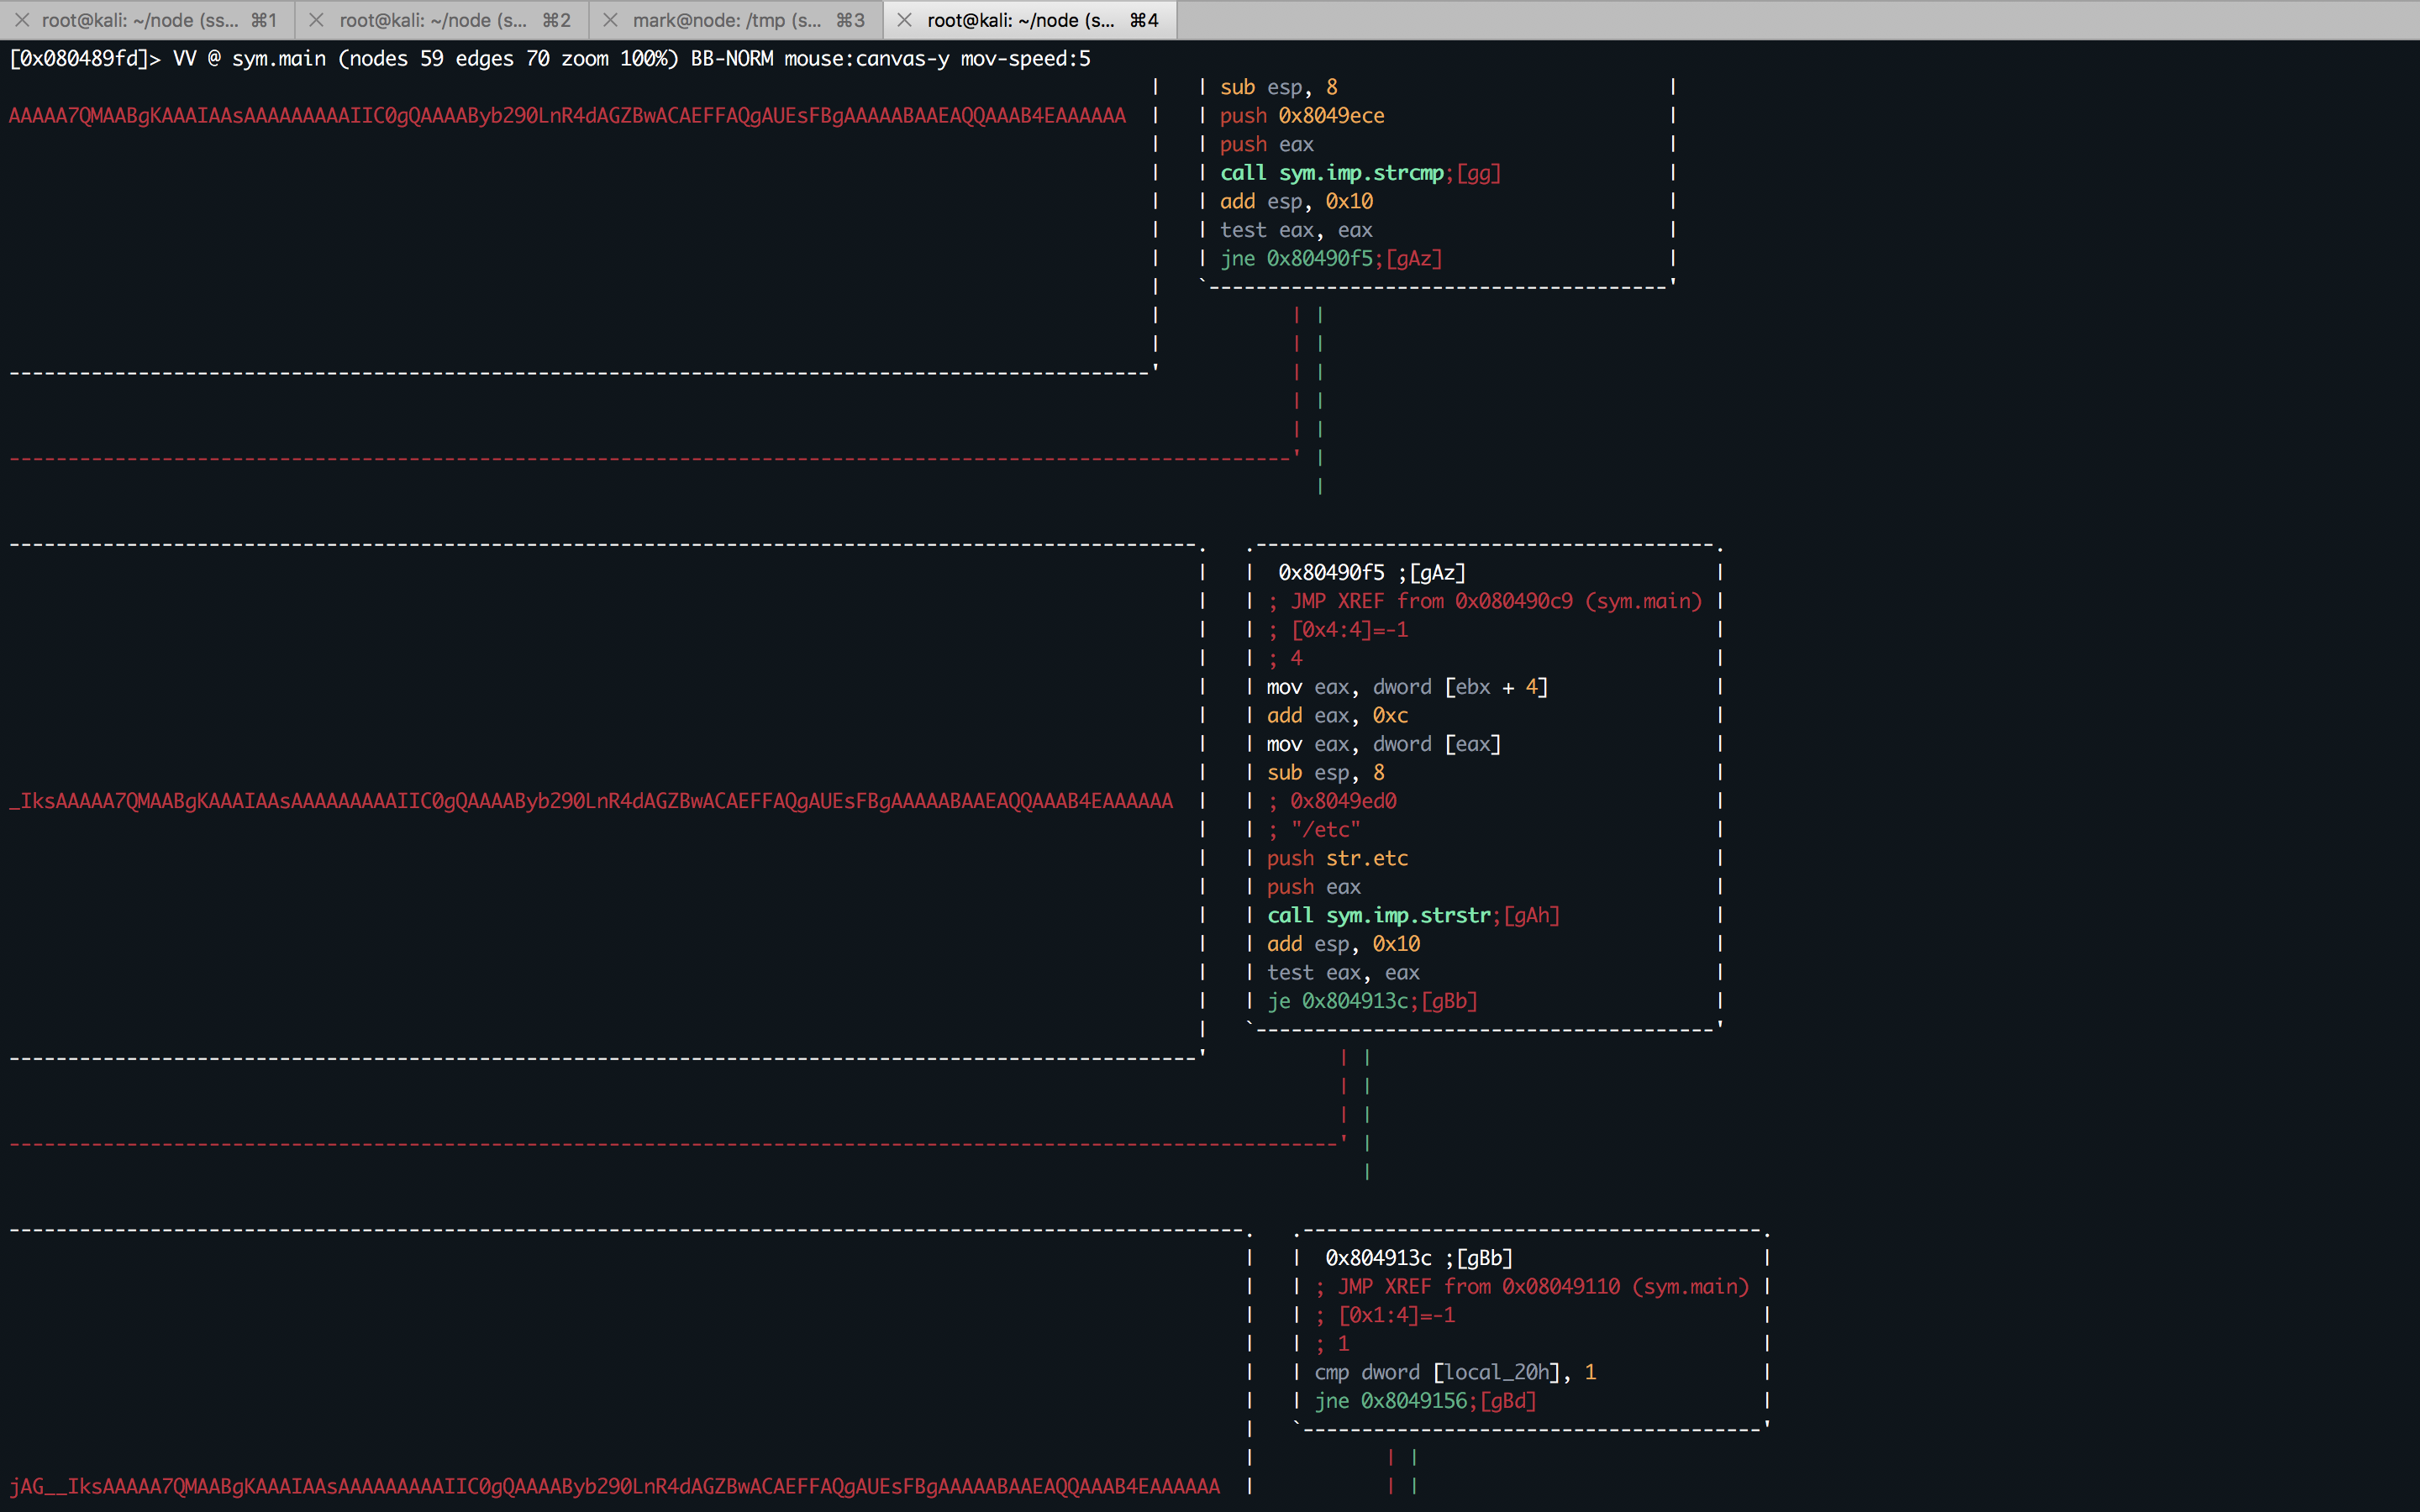 root@kali: ~/node (ss... ⌘1 root@kali: ~/node (s... ⌘2 mark@node: /tmp (s... ⌘3 root@kali: ~/node (s... ⌘4
[0x080489fd]> VV @ sym.main (nodes 59 edges 70 zoom 100%) BB-NORM mouse:canvas-y mov-speed:5
sub esp, 8
AAAAA7QMAABgKAAAIAAsAAAAAAAAAIIC0gQAAAAByb290LnR4dAGZBwACAEFFAQgAUEsFBgAAAAABAAEAQQAAAB4EAAAAAA push 0x8049ece
push eax
call sym.imp.strcmp;[gg]
add esp, 0x10
test eax, eax
jne 0x80490f5;[gAz]
0x80490f5 ;[gAz]
; JMP XREF from 0x080490c9 (sym.main)
; [0x4:4]=-1
; 4
mov eax, dword [ebx + 4]
add eax, 0xc
mov eax, dword [eax]
sub esp, 8
_IksAAAAA7QMAABgKAAAIAAsAAAAAAAAAIIC0gQAAAAByb290LnR4dAGZBwACAEFFAQgAUEsFBgAAAAABAAEAQQAAAB4EAAAAAA ; 0x8049ed0
; "/etc"
push str.etc
push eax
call sym.imp.strstr;[gAh]
add esp, 0x10
test eax, eax
je 0x804913c;[gBb]
0x804913c ;[gBb]
; JMP XREF from 0x08049110 (sym.main)
; [0x1:4]=-1
; 1
cmp dword [local_20h], 1
jne 0x8049156;[gBd]
jAG__IksAAAAA7QMAABgKAAAIAAsAAAAAAAAAIIC0gQAAAAByb290LnR4dAGZBwACAEFFAQgAUEsFBgAAAAABAAEAQQAAAB4EAAAAAA